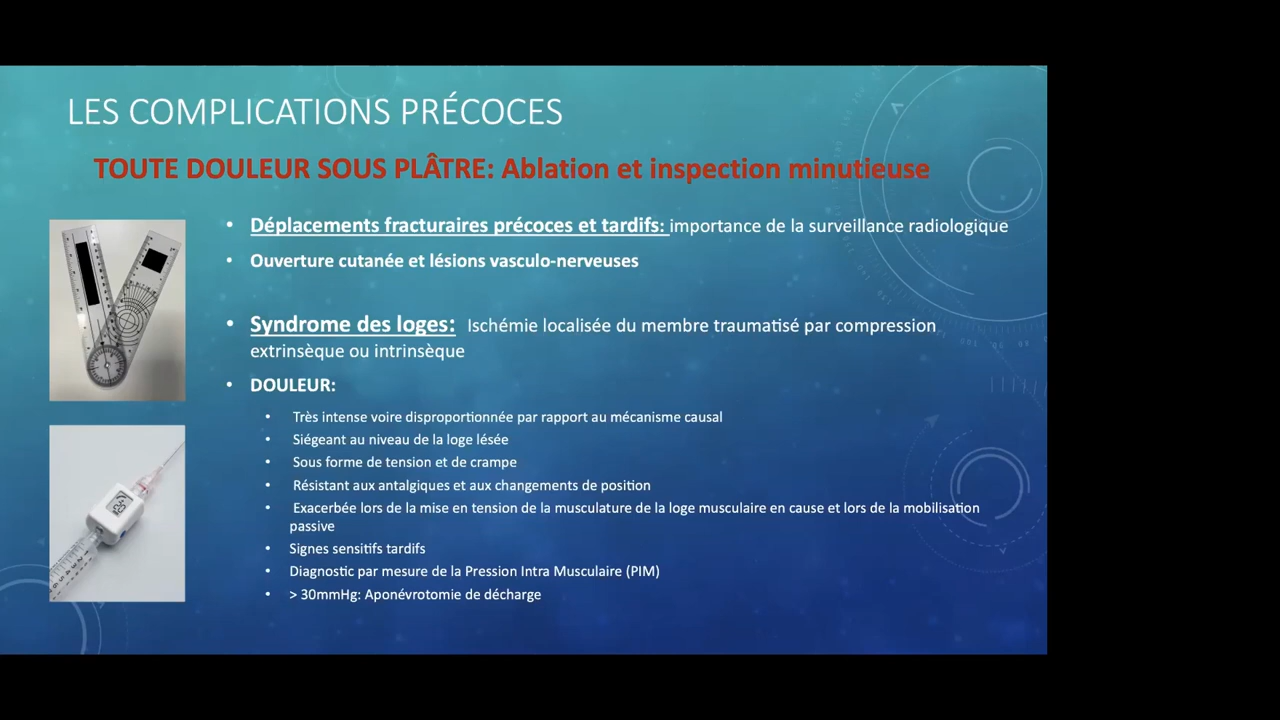 LES COMPLICATIONS PRÉCOCES
TOUTE DOULEUR SOUS PLÂTRE: Ablation et inspection minutieuse
• Déplacements fracturaires précoces et tardifs: importance de la surveillance radiologique
• Ouverture cutanée et lésions vasculo-nerveuses
• Syndrome des loges: Ischémie localisée du membre traumatisé par compression
extrinsèque ou intrinsèque
• DOULEUR:
• Très intense voire disproportionnée par rapport au mécanisme causal
• Siégeant au niveau de la loge lésée
• Sous forme de tension et de crampe
• Résistant aux antalgiques et aux changements de position
• Exacerbée lors de la mise en tension de la musculature de la loge musculaire en cause et lors de la mobilisation
passive
• Signes sensitifs tardifs
• Diagnostic par mesure de la Pression Intra Musculaire (PIM)
• > 30mmHg: Aponévrotomie de décharge